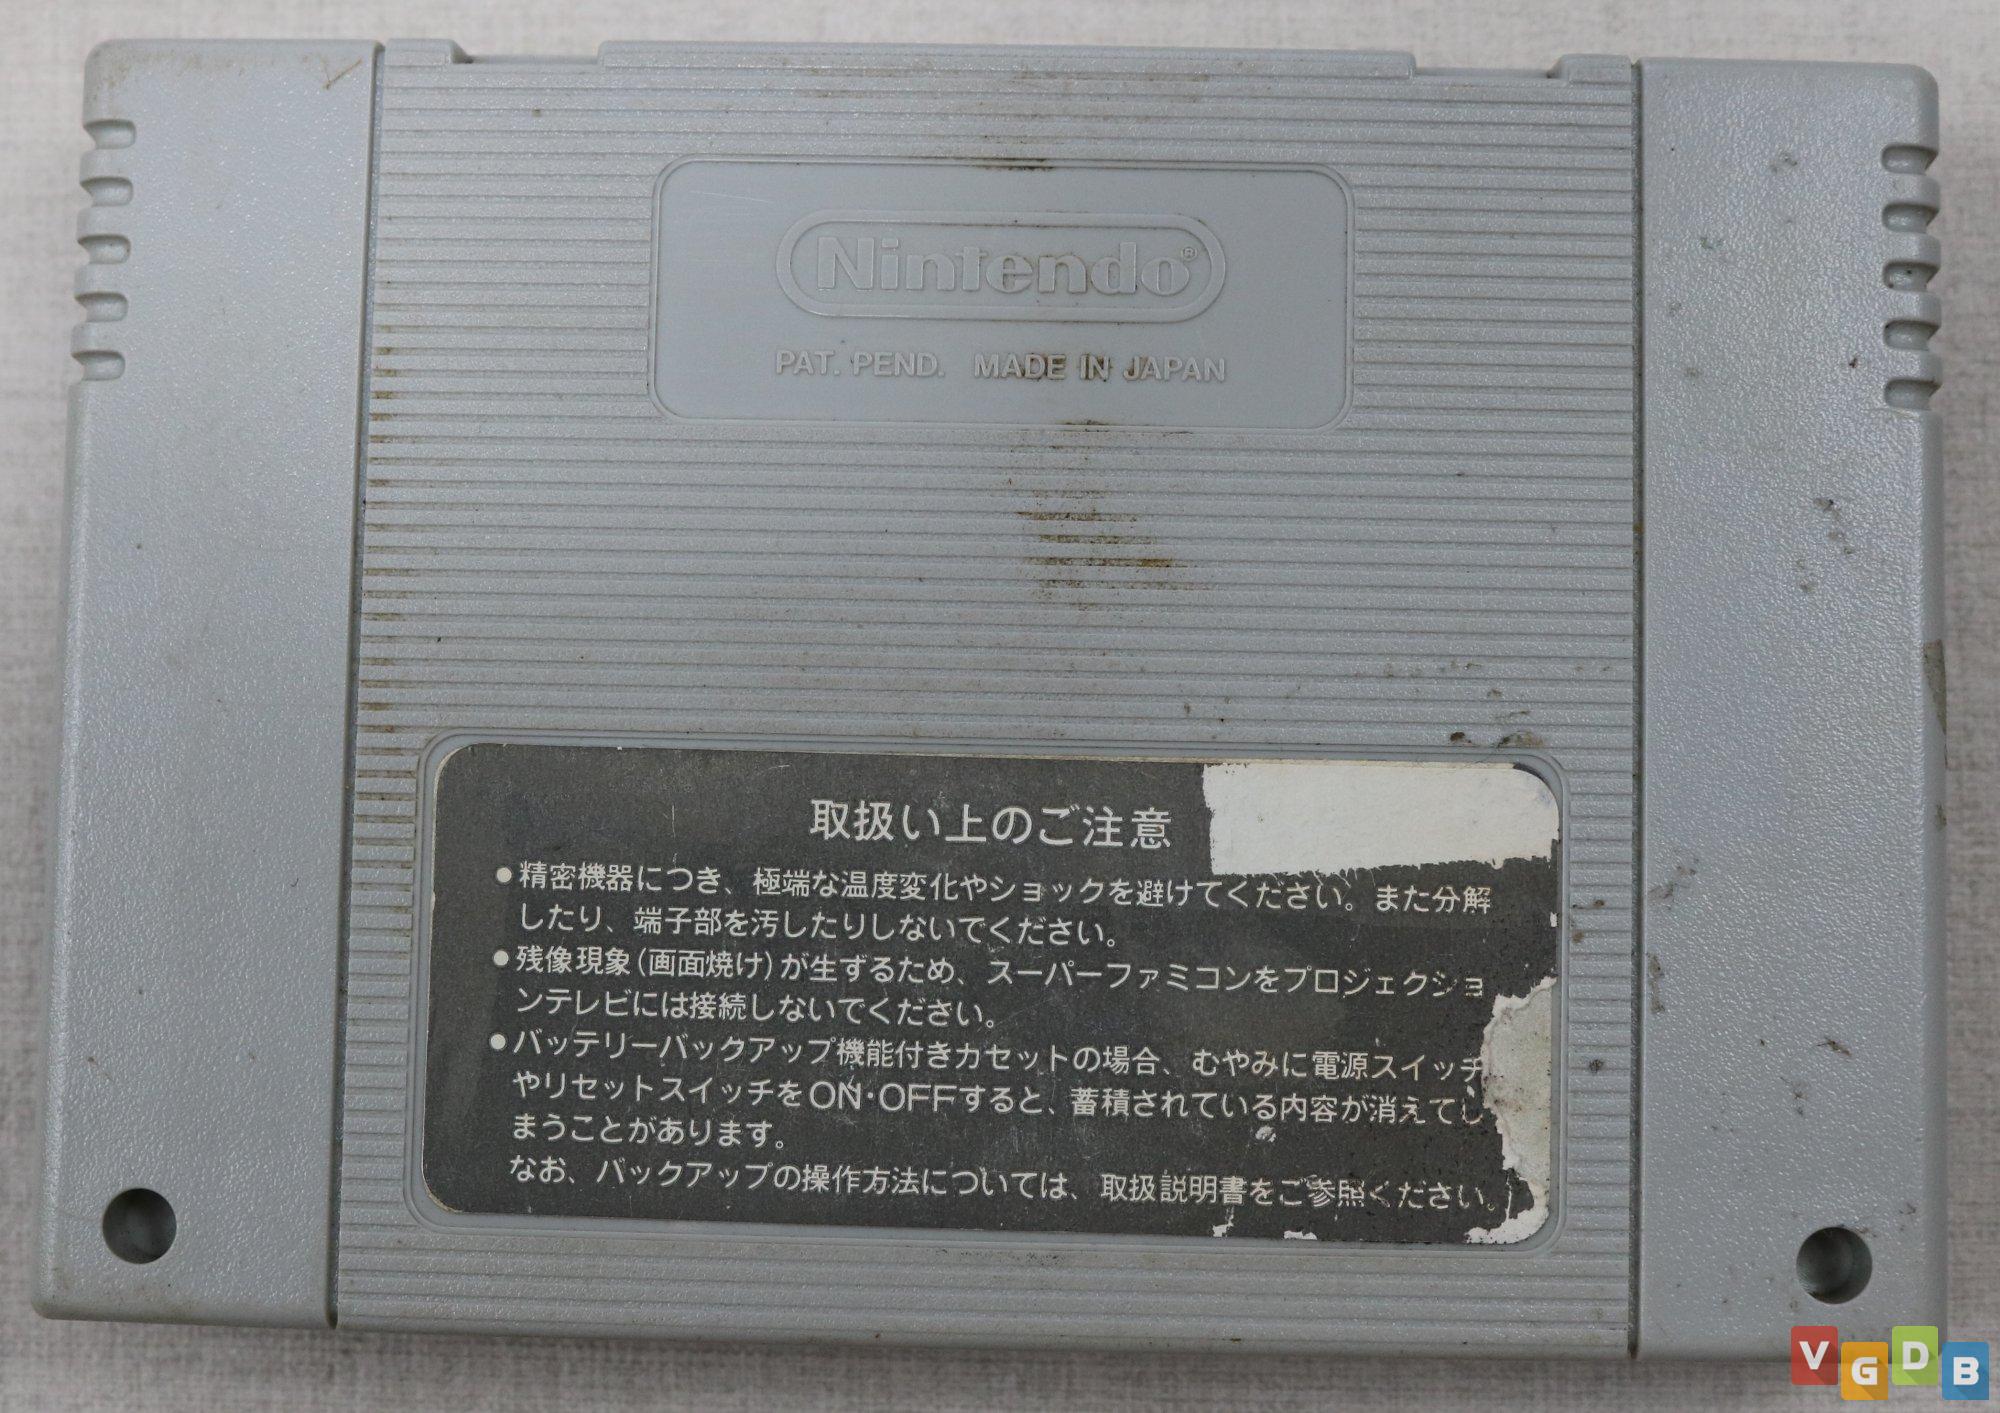 Nintendo®
PAT. PEND. MADE IN JAPAN
取扱い上のご注意
●精密機器につき、極端な温度変化やショックを避けてください。また分解
したり、端子部を汚したりしないでください。
●残像現象(画面焼け)が生ずるため、スーパーファミコンをプロジェクショ
ンテレビには接続しないでください。
●バッテリーバックアップ機能付きカセットの場合、むやみに電源スイッチ
やリセットスイッチをON・OFFすると、蓄積されている内容が消えてし
まうことがあります。
なお、バックアップの操作方法については、取扱説明書をご参照ください。
VGDB